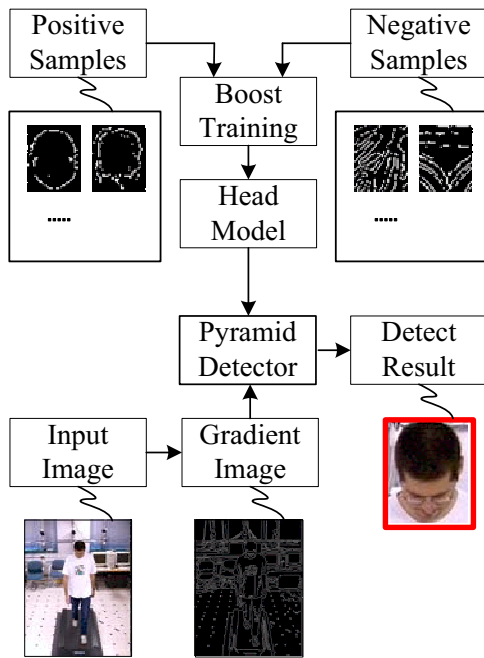 Positive
Samples
Negative
Samples
Boost
Training
.....
.....
Head
Model
Pyramid
Detector
Detect
Result
Input
Image
Gradient
Image